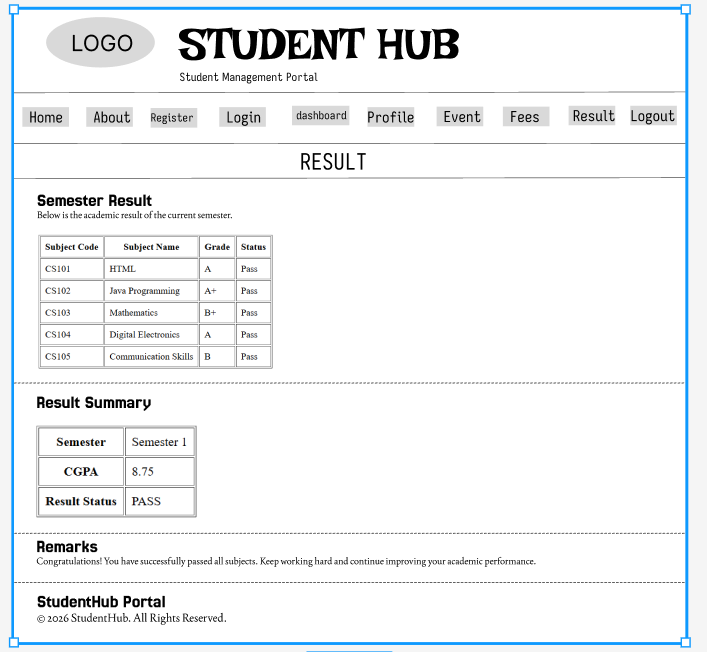 LOGO
STUDENT HUB
Student Management Portal
Home About Register Login dashboard Profile Event Fees Result Logout
RESULT
Semester Result
Below is the academic result of the current semester.
Subject Code Subject Name Grade Status
CS101 HTML A Pass
CS102 Java Programming A+ Pass
CS103 Mathematics B+ Pass
CS104 Digital Electronics A Pass
CS105 Communication Skills B Pass
Result Summary
Semester Semester 1
CGPA 8.75
Result Status PASS
Remarks
Congratulations! You have successfully passed all subjects. Keep working hard and continue improving your academic performance.
StudentHub Portal
© 2026 StudentHub. All Rights Reserved.